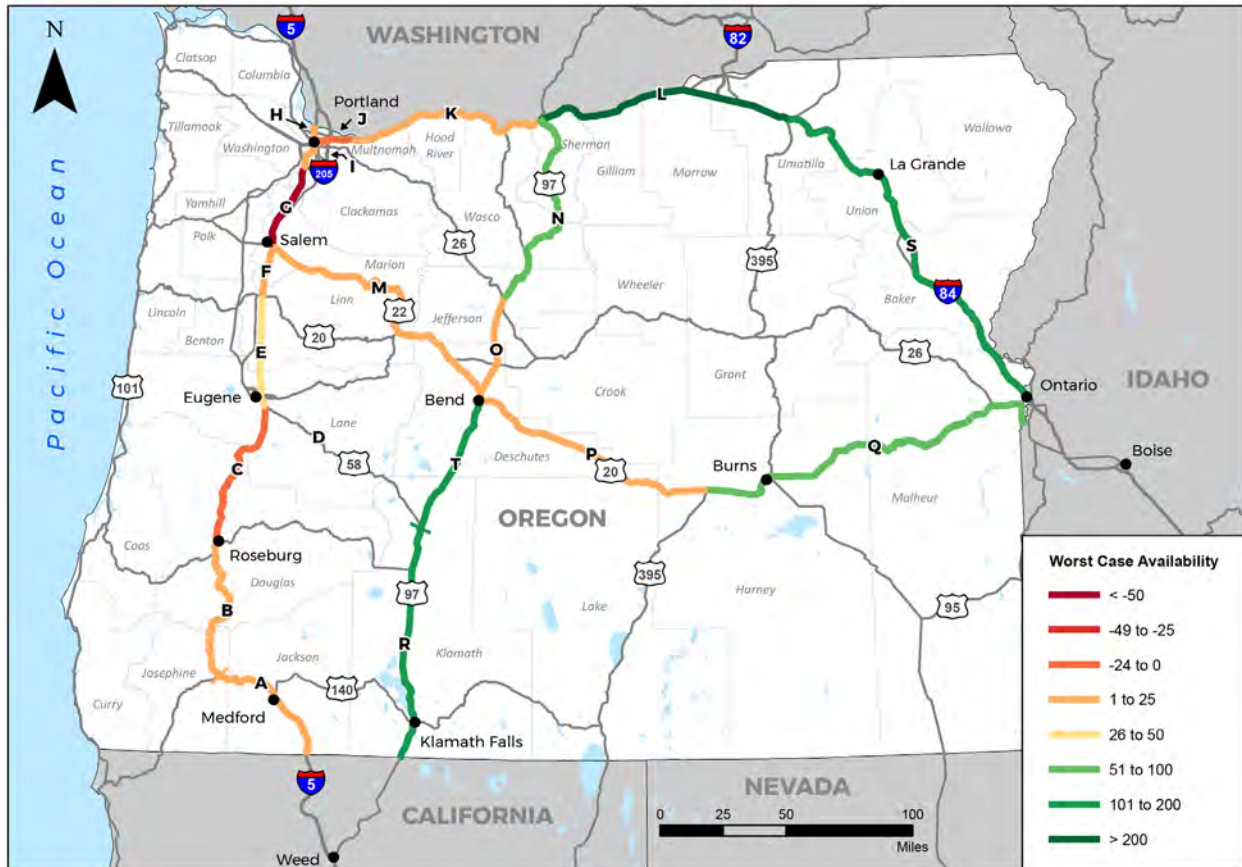 5
WASHINGTON
82
N
Clatsop
Columbia
Portland
H
J
K
L
Tillamook
Washington
Multnomah
Hood
River
Sherman
Wallowa
I
205
Umatilla
La Grande
Gilliam
Morrow
97
Yamhill
G
Clackamas
Wasco
Union
N
Polk
Salem
26
S
F
Marion
395
M
Linn
Wheeler
84
Lincoln
22
Jefferson
Baker
Benton
20
O
E
26
101
Grant
Ontario
IDAHO
Eugene
Bend
Crook
Pacific Ocean
D
Lane
T
P
Q
Boise
C
58
Deschutes
20
Burns
Malheur
OREGON
Coos
Roseburg
Douglas
395
97
Harney
95
B
Lake
R
Jackson
Klamath
Josephine
A
140
Curry
Medford
Klamath Falls
5
NEVADA
CALIFORNIA
0
25
50
100
Miles
Weed
Worst Case Availability
< -50
-49 to -25
-24 to 0
1 to 25
26 to 50
51 to 100
101 to 200
> 200